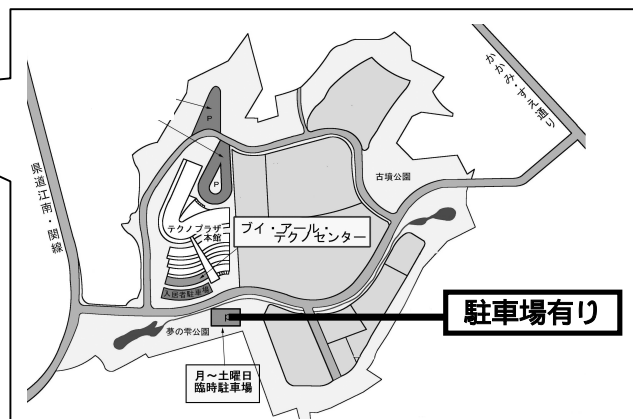 かかみ・すえ通り
県道江南・関線
P
P
古墳公園
テクノプラザ
本館
ブイ・アール・
テクノセンター
入居者駐車場
P
駐車場有り
夢の雫公園
月～土曜日
臨時駐車場